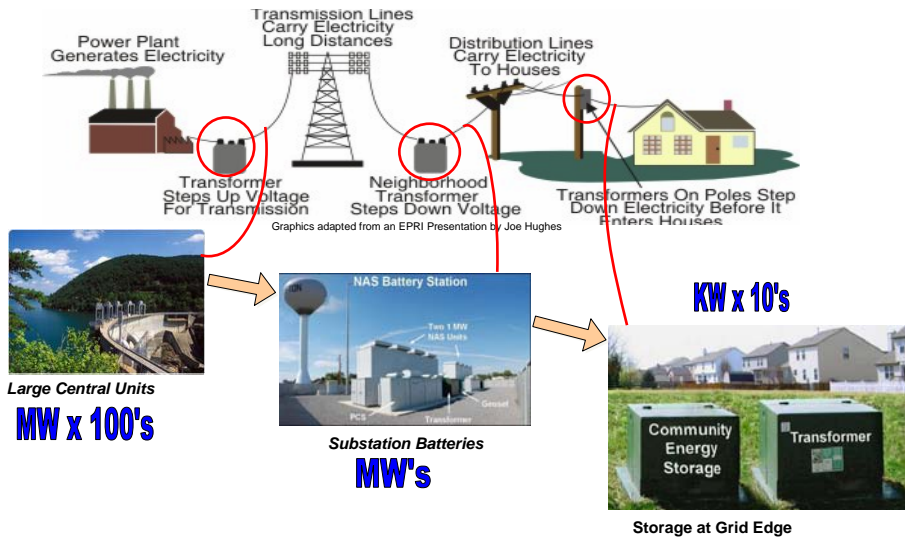 Power Plant
Generates Electricity
Transmission Lines
Carry Electricity
Long Distances
Distribution Lines
Carry Electricity
To Houses
Transformer
Steps Up Voltage
For Transmission
Neighborhood
Transformer
Steps Down Voltage
Transformers On Poles Step
Down Electricity Before It
Enters Houses
Graphics adapted from an EPRI Presentation by Joe Hughes
Large Central Units
MW x 100's
NAS Battery Station
Two 1 MW
NAS Units
PCS
Transformer
Genset
Substation Batteries
MW's
KW x 10's
Community
Energy
Storage
Transformer
Storage at Grid Edge